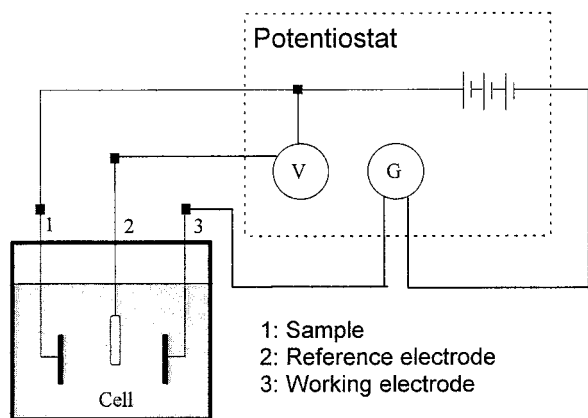 Potentiostat
V
G
1
2
3
Cell
1: Sample
2: Reference electrode
3: Working electrode